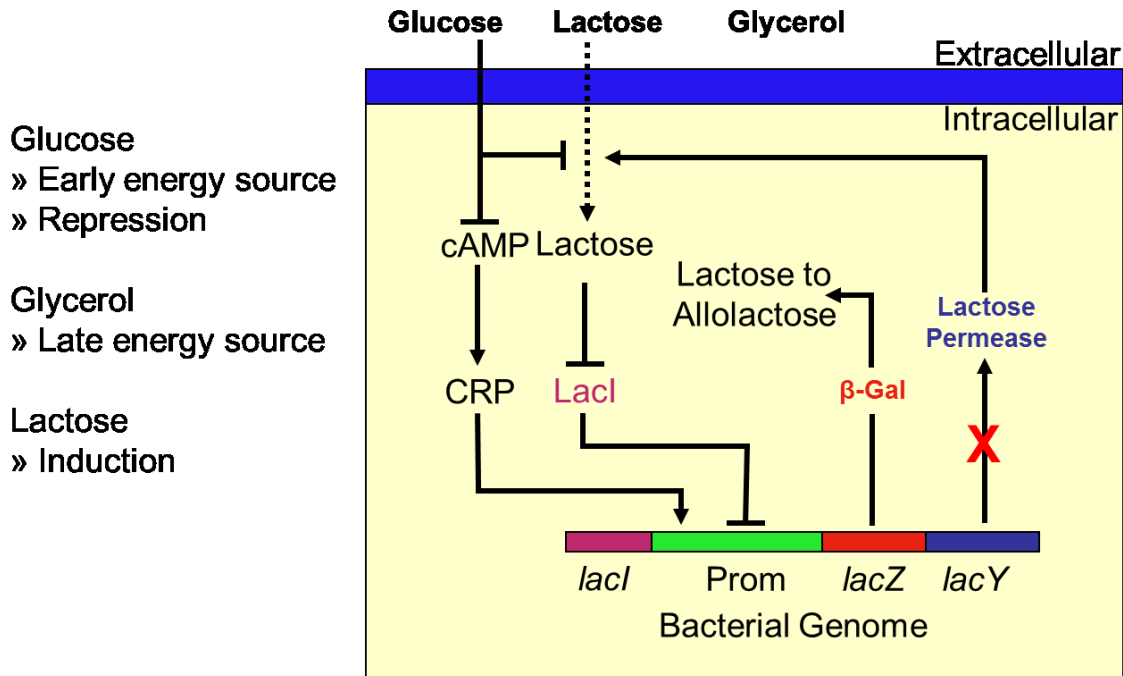 Glucose Lactose Glycerol
Extracellular
Intracellular
Glucose
» Early energy source
» Repression
Glycerol
» Late energy source
Lactose
» Induction
cAMP Lactose
Lactose to
Allolactose
Lactose
Permease
CRP LacI β-Gal
X
lacI Prom lacZ lacY
Bacterial Genome